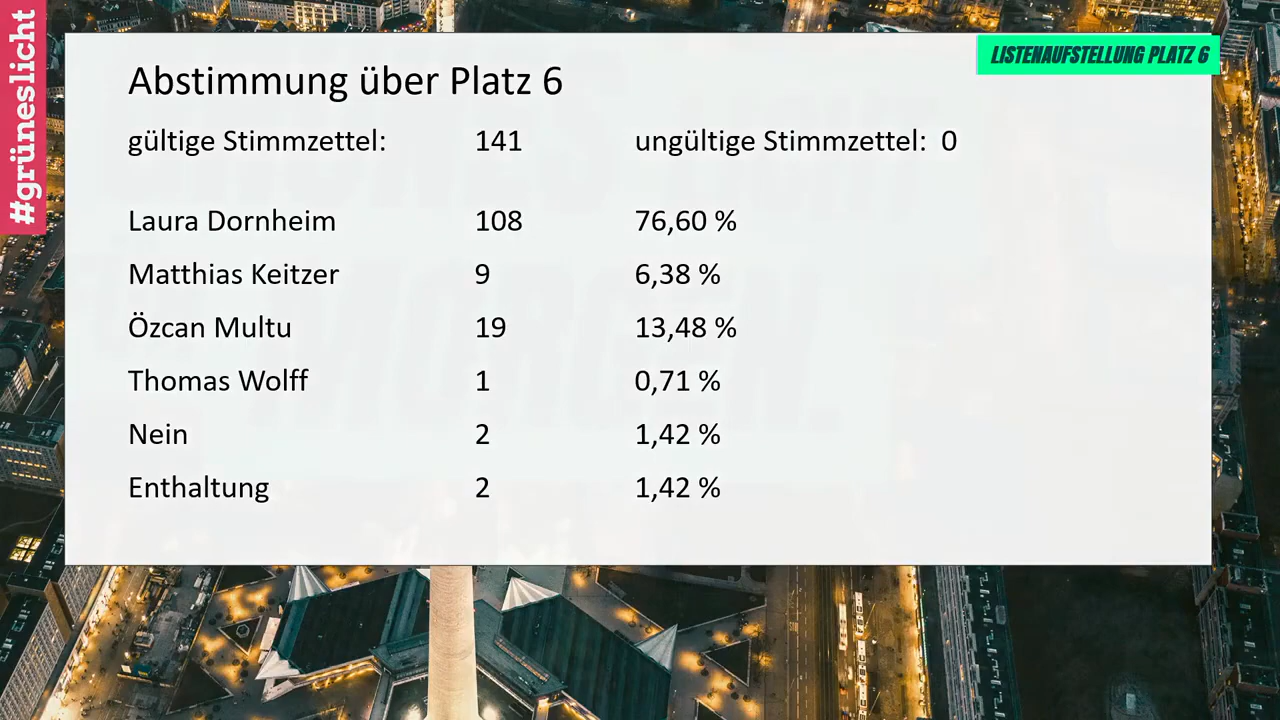 #grüneslicht
LISTENAUFSTELLUNG PLATZ 6
Abstimmung über Platz 6
gültige Stimmzettel: 141 ungültige Stimmzettel: 0
Laura Dornheim 108 76,60 %
Matthias Keitzer 9 6,38 %
Özcan Multu 19 13,48 %
Thomas Wolff 1 0,71 %
Nein 2 1,42 %
Enthaltung 2 1,42 %